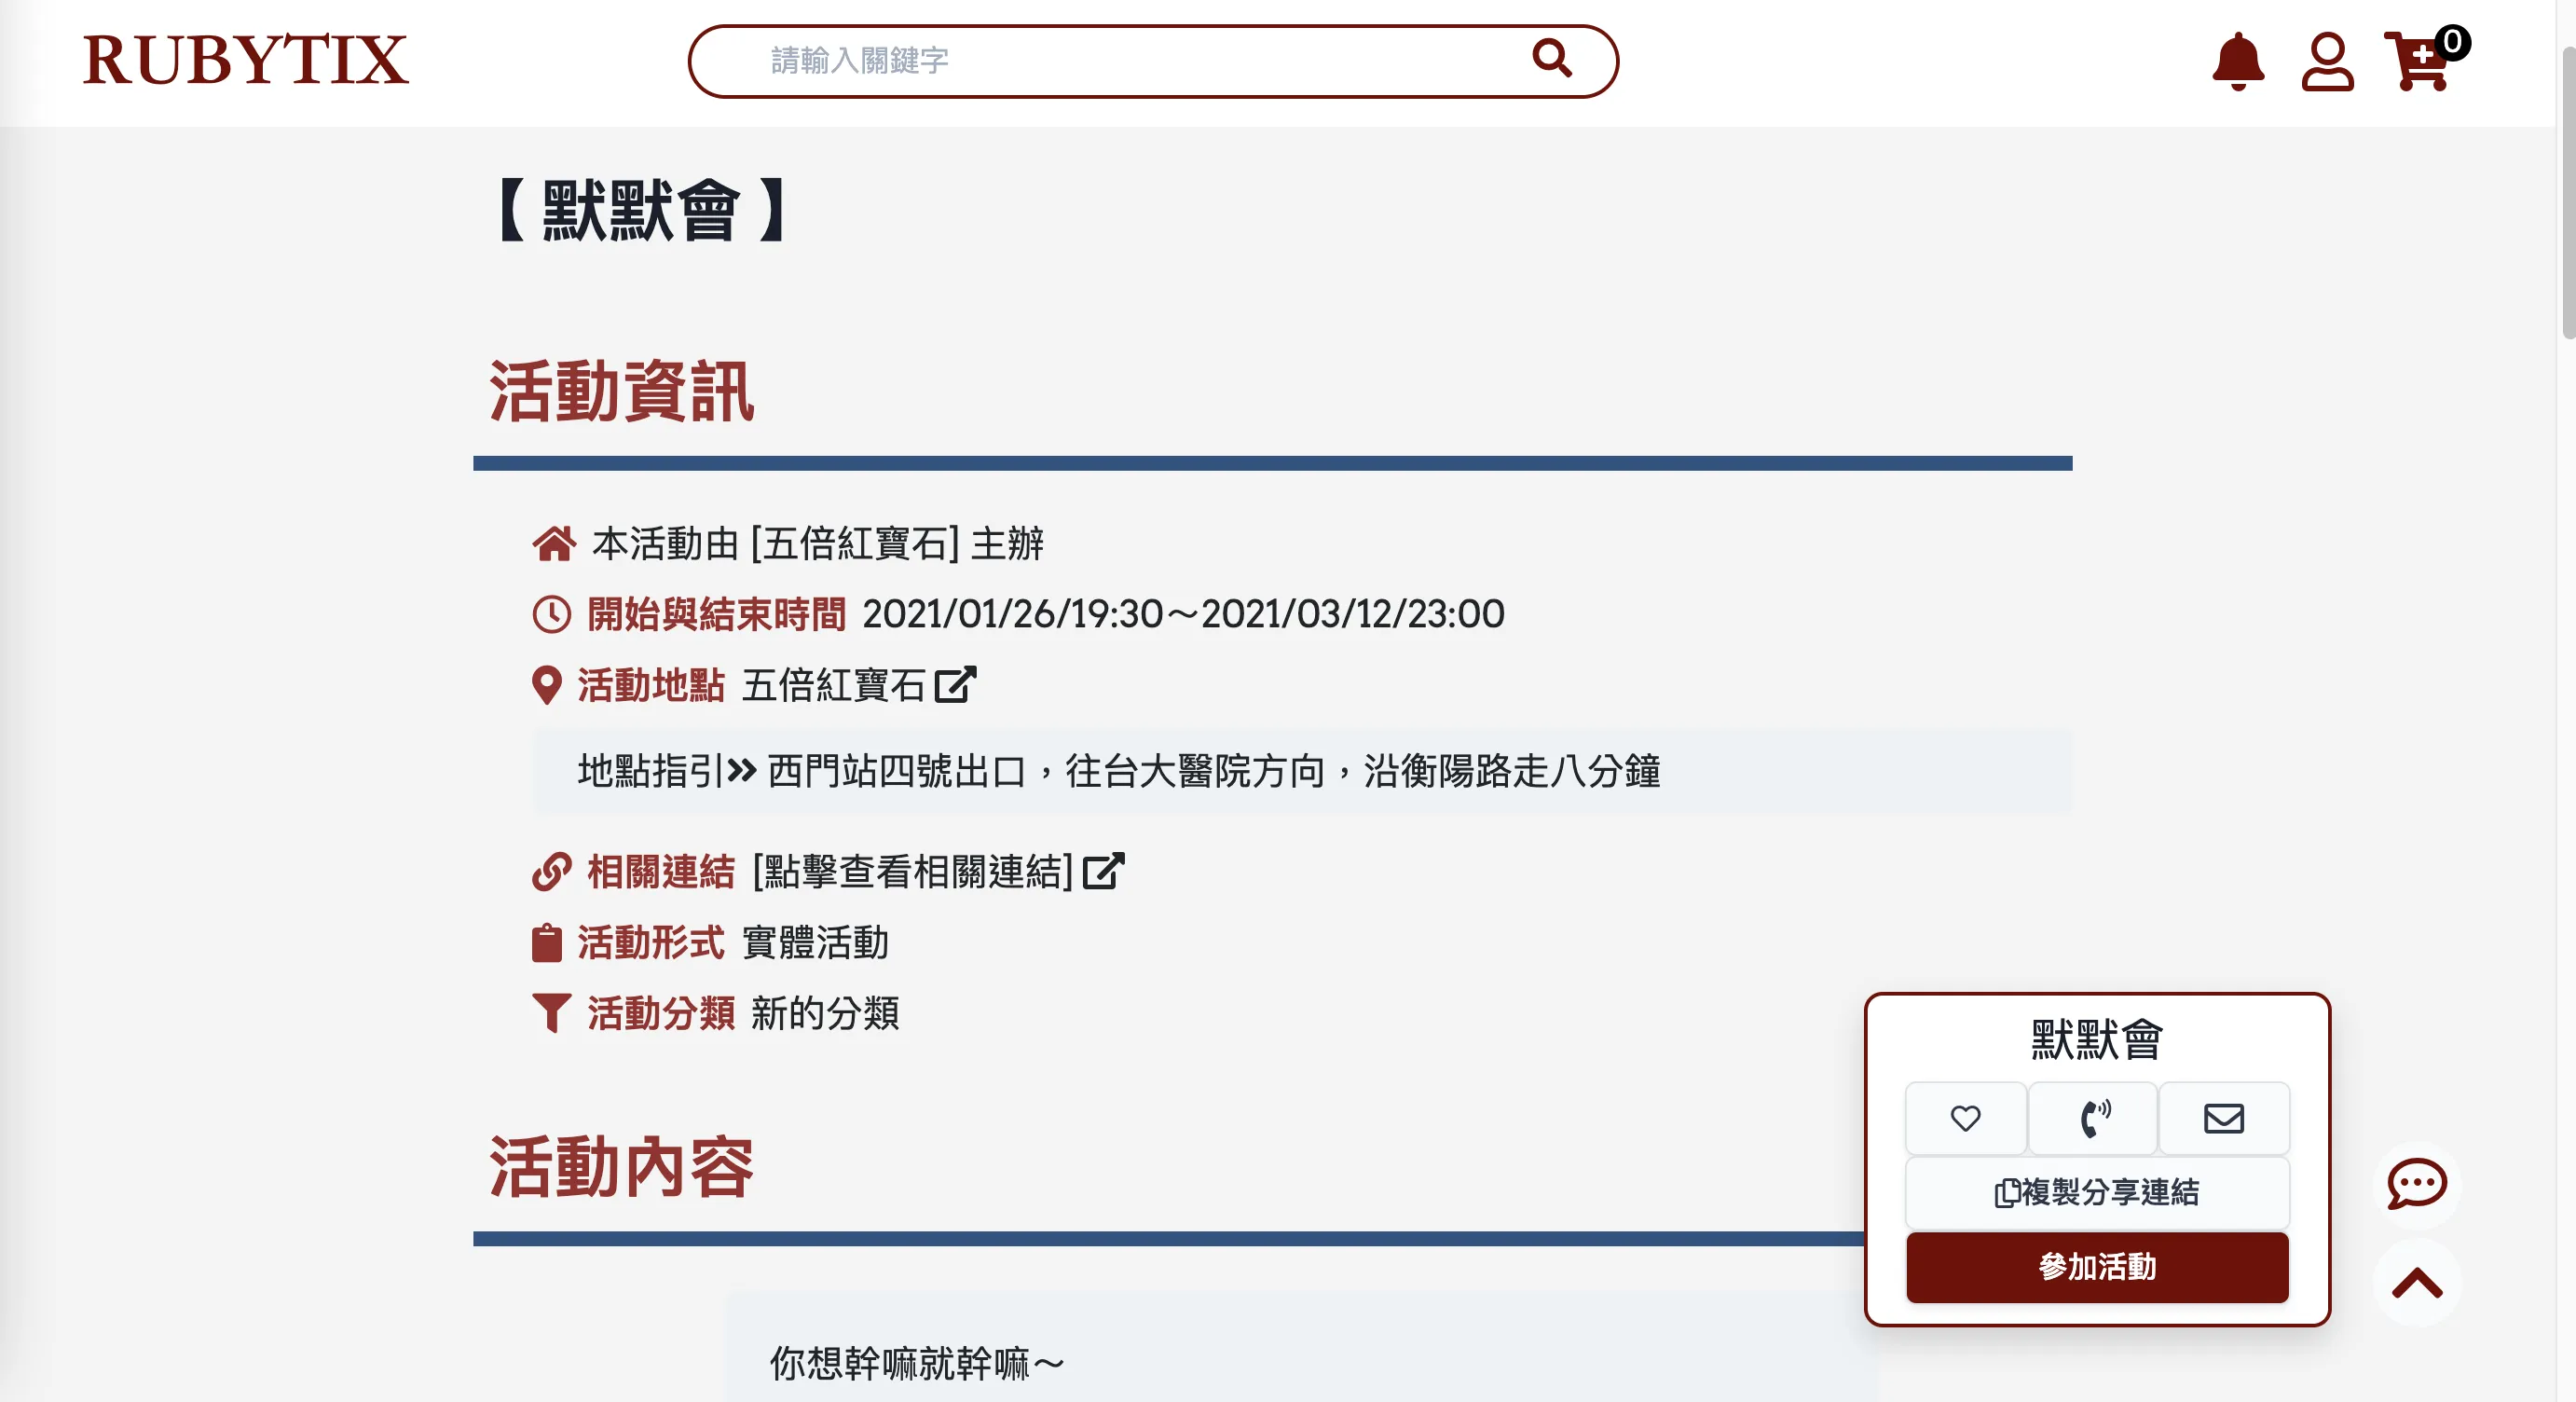 RUBYTIX
請輸入關鍵字
0
【 默默會 】
活動資訊
本活動由 [五倍紅寶石] 主辦
開始與結束時間 2021/01/26/19:30～2021/03/12/23:00
活動地點 五倍紅寶石
地點指引 西門站四號出口，往台大醫院方向，沿衡陽路走八分鐘
相關連結 [點擊查看相關連結]
活動形式 實體活動
活動分類 新的分類
活動內容
你想幹嘛就幹嘛～
默默會
複製分享連結
參加活動